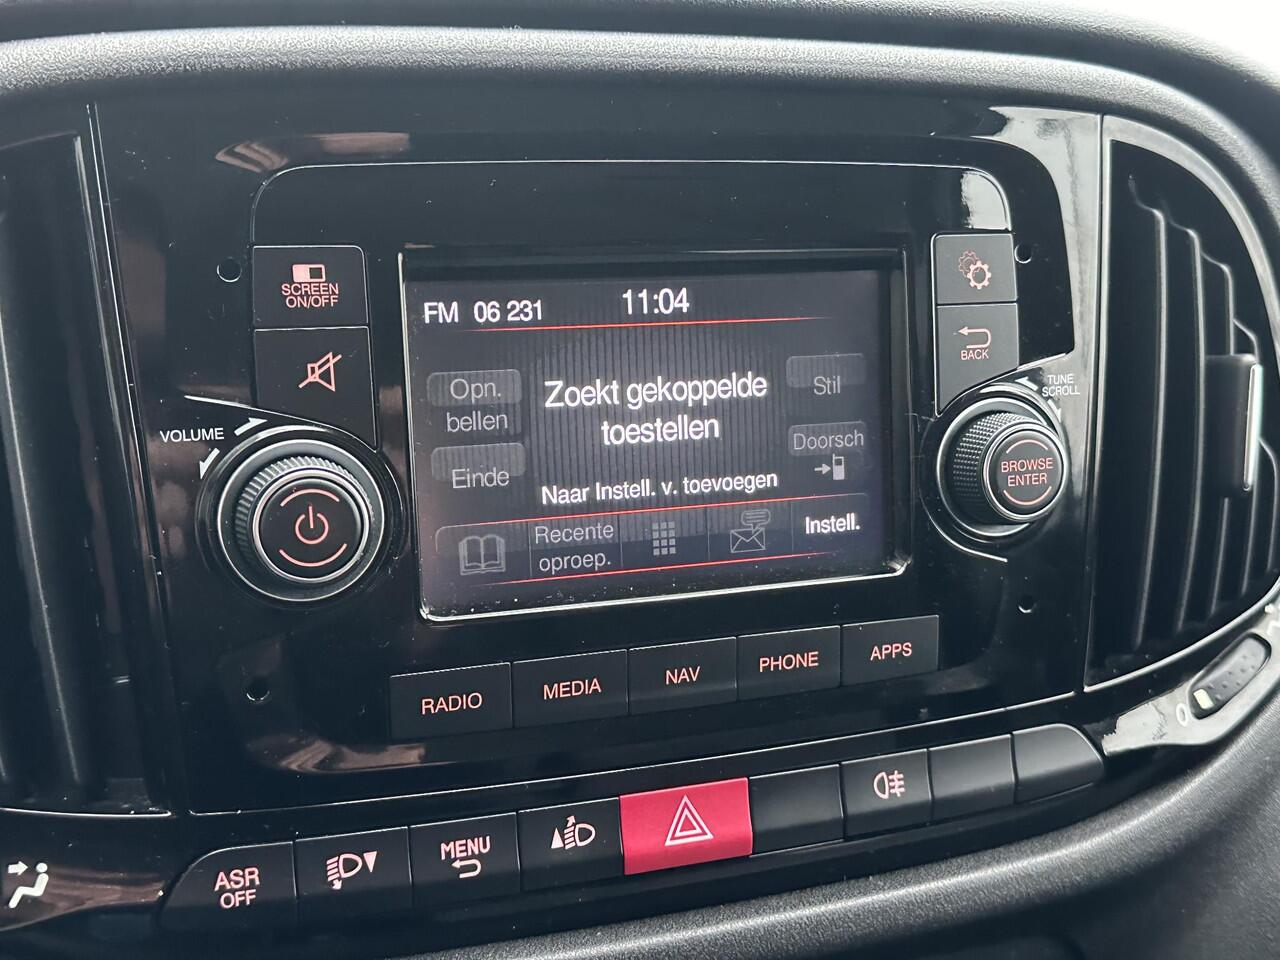 SCREEN
ON/OFF
VOLUME
FM 06 231 11:04
Opn.
bellen
Zoekt gekoppelde
toestellen
Stil
Einde
Doorsch
Naar Instell. v. toevoegen
Recente
oproep.
Instell.
BACK
TUNE
SCROLL
BROWSE
ENTER
RADIO
MEDIA
NAV
PHONE
APPS
ASR
OFF
MENU
0